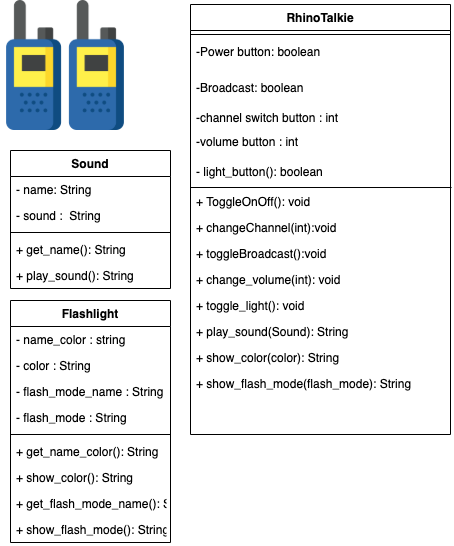 RhinoTalkie
-Power button: boolean
-Broadcast: boolean
-channel switch button : int
-volume button : int
- light_button(): boolean
+ ToggleOnOff(): void
+ changeChannel(int):void
+ toggleBroadcast():void
+ change_volume(int): void
+ toggle_light(): void
+ play_sound(Sound): String
+ show_color(color): String
+ show_flash_mode(flash_mode): String
Sound
- name: String
- sound : String
+ get_name(): String
+ play_sound(): String
Flashlight
- name_color : string
- color : String
- flash_mode_name : String
- flash_mode : String
+ get_name_color(): String
+ show_color(): String
+ get_flash_mode_name():
+ show_flash_mode(): String